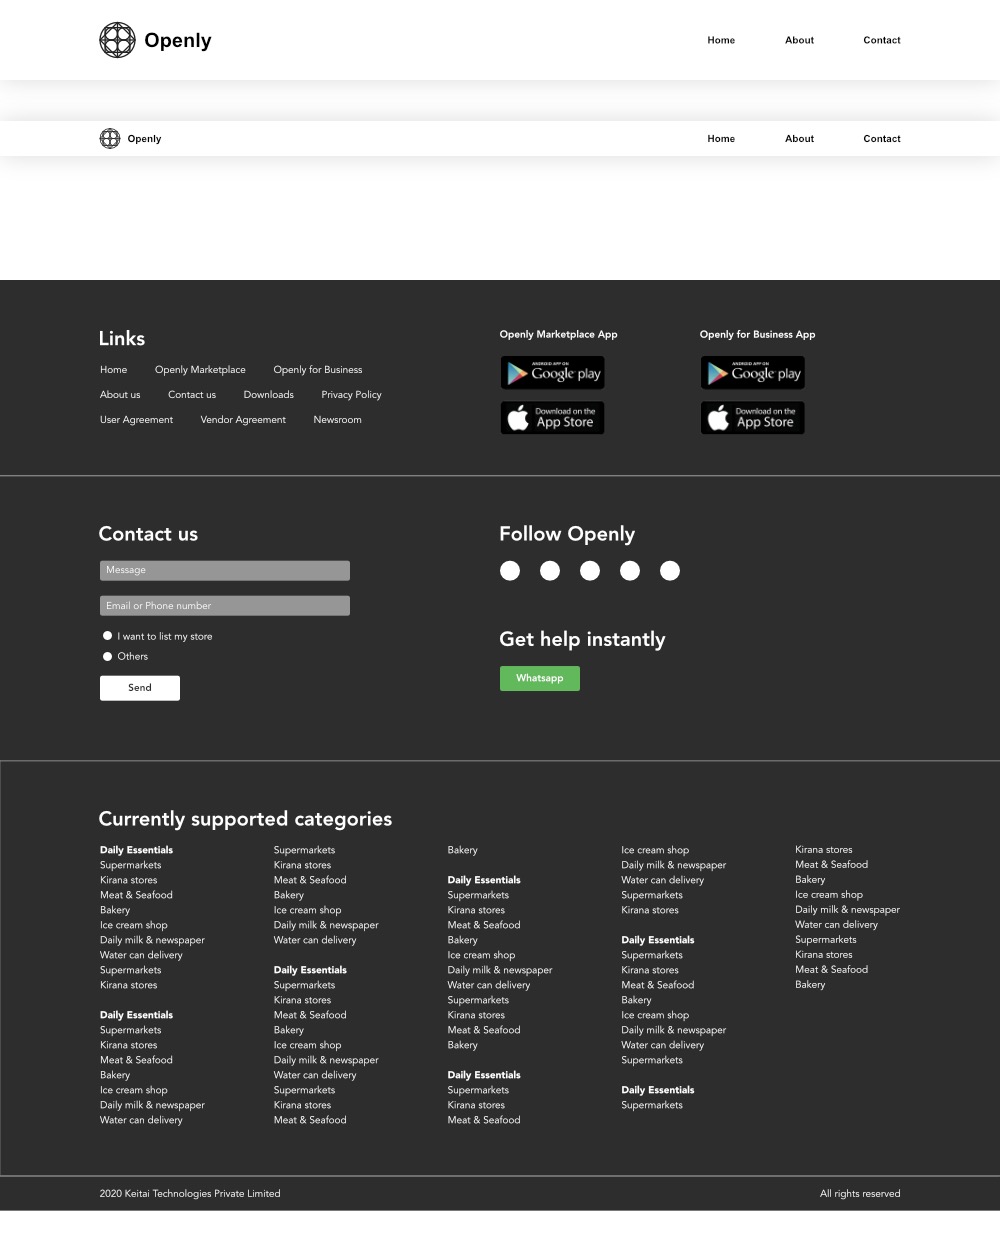 Openly
Home About Contact
Openly
Home About Contact
Links
Home Openly Marketplace Openly for Business
About us Contact us Downloads Privacy Policy
User Agreement Vendor Agreement Newsroom
Openly Marketplace App
ANDROID APP ON
Google play
Download on the
App Store
Openly for Business App
ANDROID APP ON
Google play
Download on the
App Store
Contact us
Message
Email or Phone number
I want to list my store
Others
Send
Follow Openly
Get help instantly
Whatsapp
Currently supported categories
Daily Essentials
Supermarkets
Kirana stores
Meat & Seafood
Bakery
Ice cream shop
Daily milk & newspaper
Water can delivery
Supermarkets
Kirana stores
Daily Essentials
Supermarkets
Kirana stores
Meat & Seafood
Bakery
Ice cream shop
Daily milk & newspaper
Water can delivery
Supermarkets
Kirana stores
Meat & Seafood
Bakery
Ice cream shop
Daily milk & newspaper
Water can delivery
Daily Essentials
Supermarkets
Kirana stores
Meat & Seafood
Bakery
Ice cream shop
Daily milk & newspaper
Water can delivery
Supermarkets
Kirana stores
Meat & Seafood
Bakery
Daily Essentials
Supermarkets
Kirana stores
Meat & Seafood
Bakery
Ice cream shop
Daily milk & newspaper
Water can delivery
Supermarkets
Kirana stores
Meat & Seafood
Bakery
Daily Essentials
Supermarkets
Kirana stores
Meat & Seafood
Ice cream shop
Daily milk & newspaper
Water can delivery
Supermarkets
Kirana stores
Daily Essentials
Supermarkets
Kirana stores
Meat & Seafood
Bakery
Ice cream shop
Daily milk & newspaper
Water can delivery
Supermarkets
Daily Essentials
Supermarkets
Kirana stores
Meat & Seafood
Bakery
Ice cream shop
Daily milk & newspaper
Water can delivery
Supermarkets
Kirana stores
Meat & Seafood
Bakery
2020 Keitai Technologies Private Limited
All rights reserved